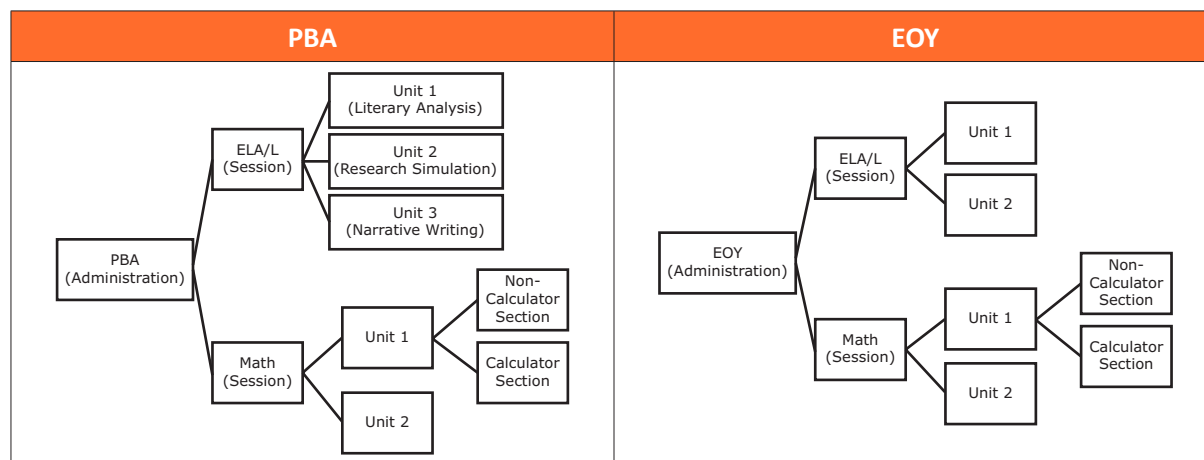 PBA
EOY
Unit 1
(Literary Analysis)
ELA/L
(Session)
Unit 2
(Research Simulation)
Unit 3
(Narrative Writing)
PBA
(Administration)
Non-
Calculator
Section
Unit 1
Math
(Session)
Calculator
Section
Unit 2
Unit 1
ELA/L
(Session)
Unit 2
EOY
(Administration)
Non-
Calculator
Section
Unit 1
Math
(Session)
Calculator
Section
Unit 2